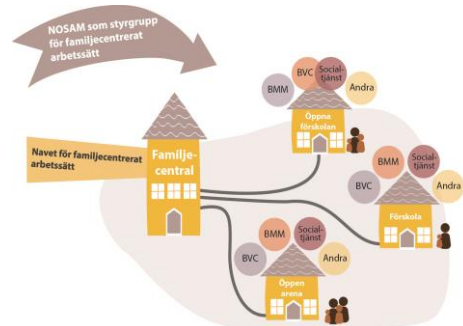 NOSAM som styrgrupp
för familjecentrerat
arbetssätt
Navet för familjecentrerat
arbetssätt
Familje-
central
BMM
BVC
Social-
tjänst
Andra
Öppna
förskolan
BVC
BMM
Social-
tjänst
Andra
Förskola
BVC
BMM
Social-
tjänst
Andra
Öppen
arena